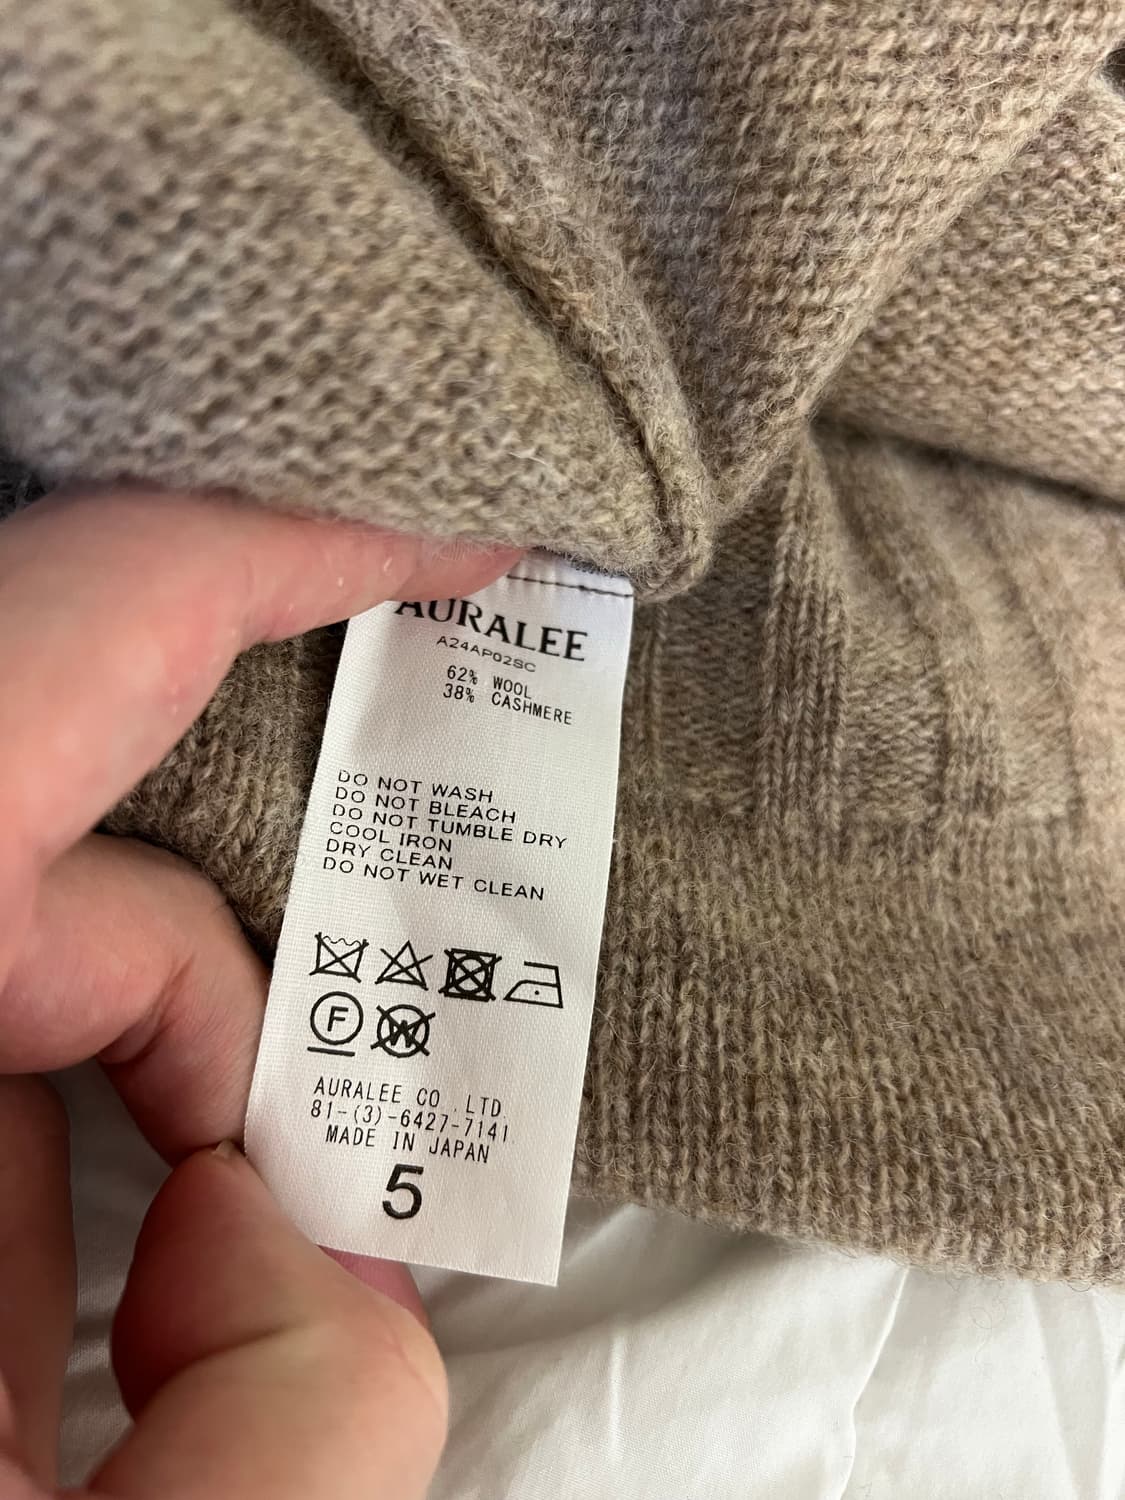 AURALEE
A24AP02SC
62% WOOL
38% CASHMERE
DO NOT WASH
DO NOT BLEACH
DO NOT TUMBLE DRY
COOL IRON
DRY CLEAN
DO NOT WET CLEAN
F W
AURALEE CO.,LTD.
81-(3)-6427-7141
MADE IN JAPAN
5